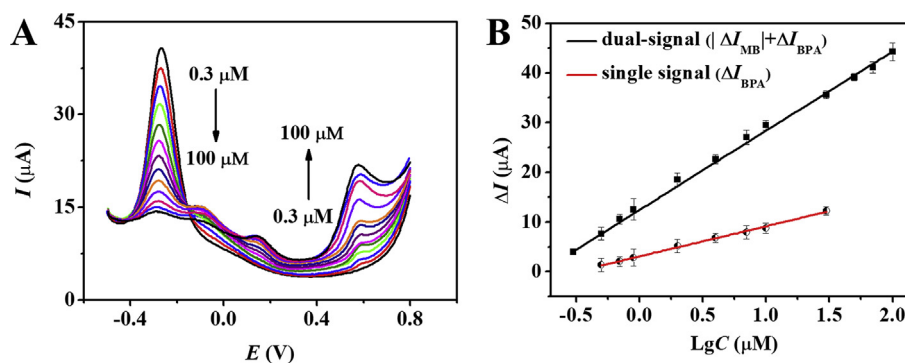 A
I (μA)
45
30
15
0
0.3 μM
100 μM
100 μM
0.3 μM
-0.4
0.0
0.4
0.8
E (V)
B
ΔI (μA)
50
40
30
20
10
0
dual-signal (|ΔI_MB|+ΔI_BPA)
single signal (ΔI_BPA)
-0.5
0.0
0.5
1.0
1.5
2.0
LgC (μM)